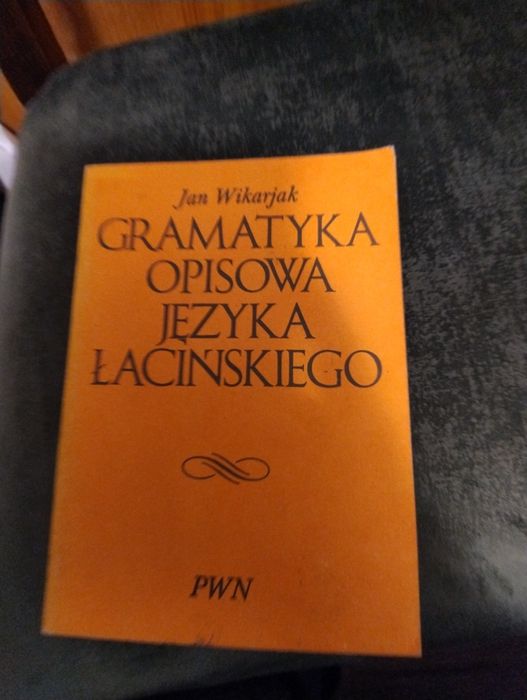 Jan Wikarjak
GRAMATYKA
OPISOWA
JĘZYKA
ŁACIŃSKIEGO
PWN